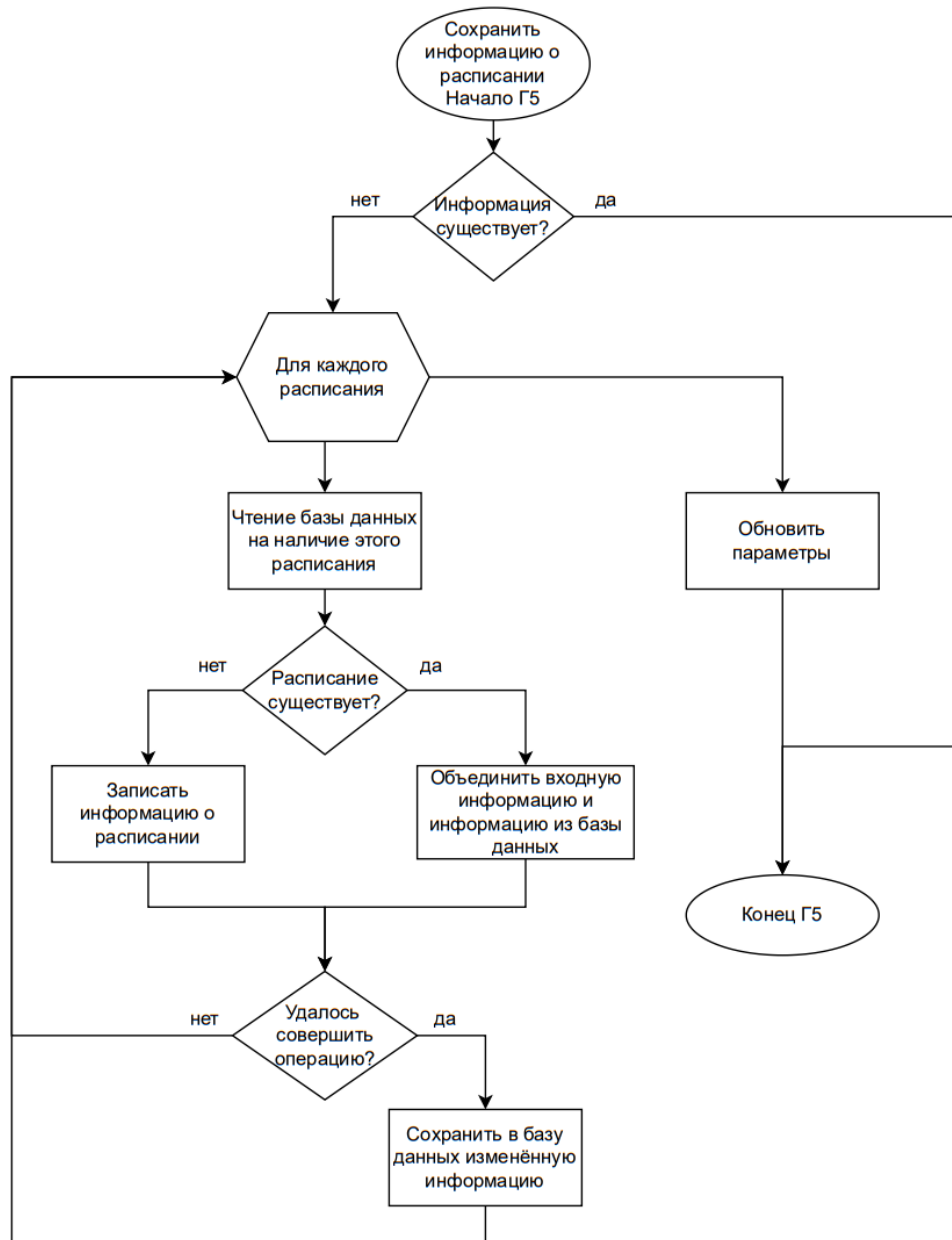 Сохранить
информацию о
расписании
Начало Г5
нет
Информация
существует?
да
Для каждого
расписания
Чтение базы данных
на наличие этого
расписания
Обновить
параметры
нет
Расписание
существует?
да
Записать
информацию о
расписании
Объединить входную
информацию и
информацию из базы
данных
Конец Г5
нет
Удалось
совершить
операцию?
да
Сохранить в базу
данных изменённую
информацию